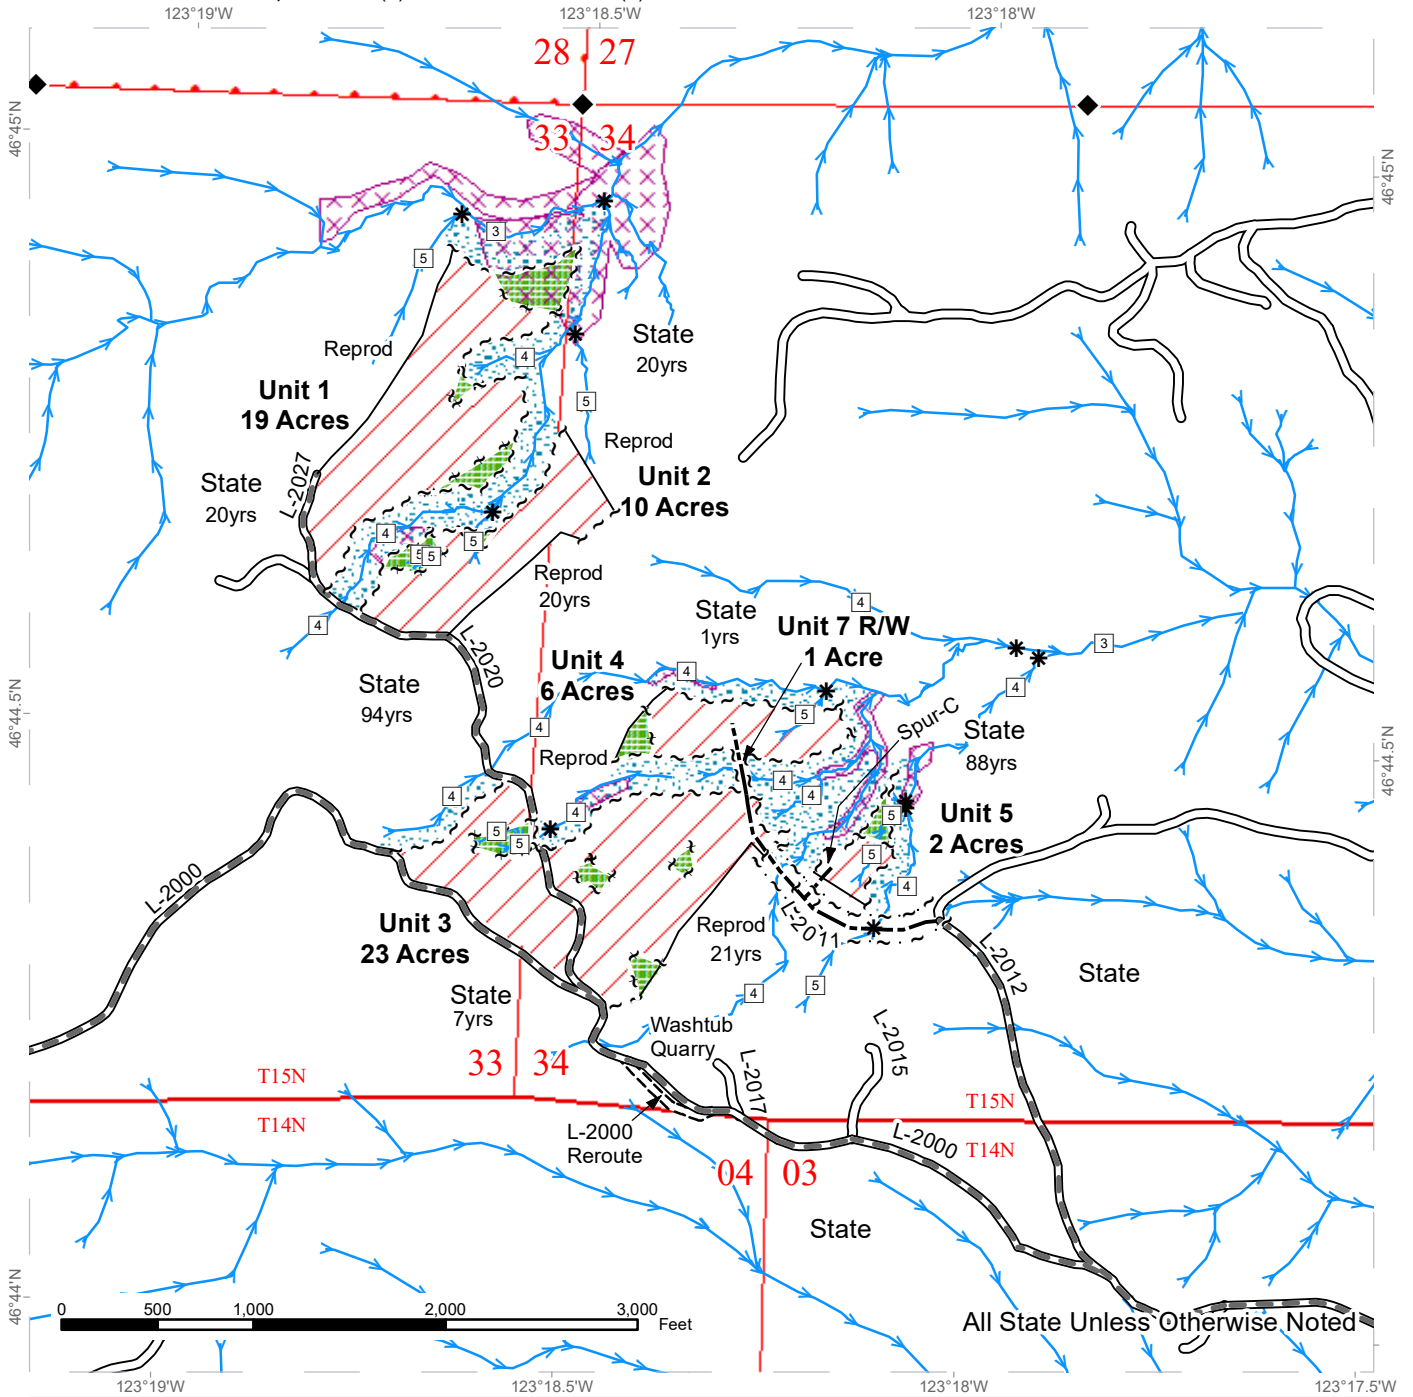 123°19'W
123°18.5'W
123°18'W
28
27
46°45'N
33
34
46°45'N
3
5
State
20yrs
Reprod
4
Unit 1
19 Acres
5
Reprod
State
20yrs
L-2027
Unit 2
10 Acres
4
5
5
5
Reprod
20yrs
4
State
1yrs
4
Unit 7 R/W
1 Acre
3
L-2020
Unit 4
6 Acres
4
4
State
94yrs
46°44.5'N
5
4
Spur-C
State
88yrs
46°44.5'N
Reprod
4
4
4
4
5
5
5
5
Unit 5
2 Acres
4
L-2000
Unit 3
23 Acres
Reprod
21yrs
L-2011
L-2012
State
State
7yrs
4
5
Washtub
Quarry
L-2015
33
34
L-2017
T15N
T14N
T15N
T14N
L-2000
Reroute
L-2000
04
03
State
46°44'N
0
500
1,000
2,000
3,000
Feet
All State Unless Otherwise Noted
123°19'W
123°18.5'W
123°18'W
123°17.5'W